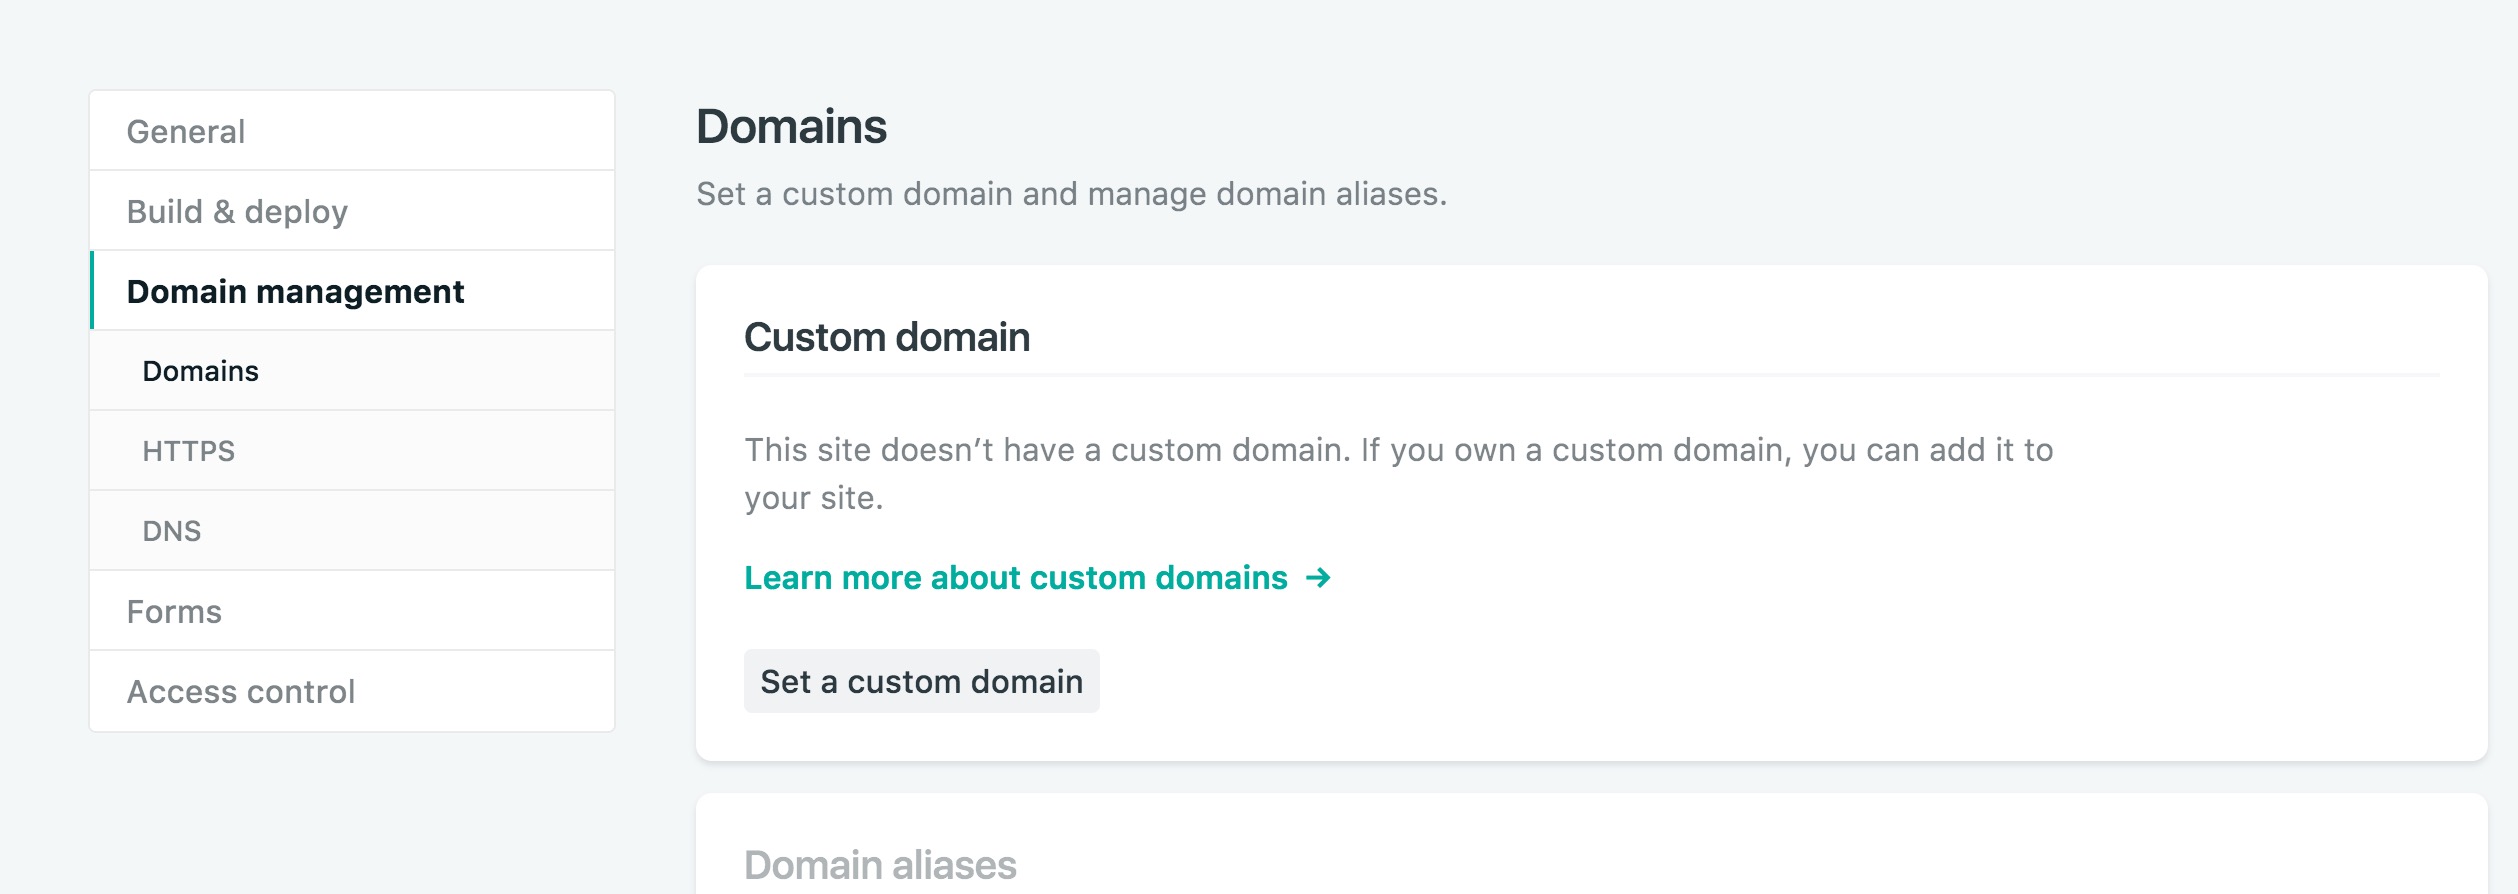 General
Build & deploy
Domain management
Domains
HTTPS
DNS
Forms
Access control
Domains
Set a custom domain and manage domain aliases.
Custom domain
This site doesn’t have a custom domain. If you own a custom domain, you can add it to
your site.
Learn more about custom domains →
Set a custom domain
Domain aliases